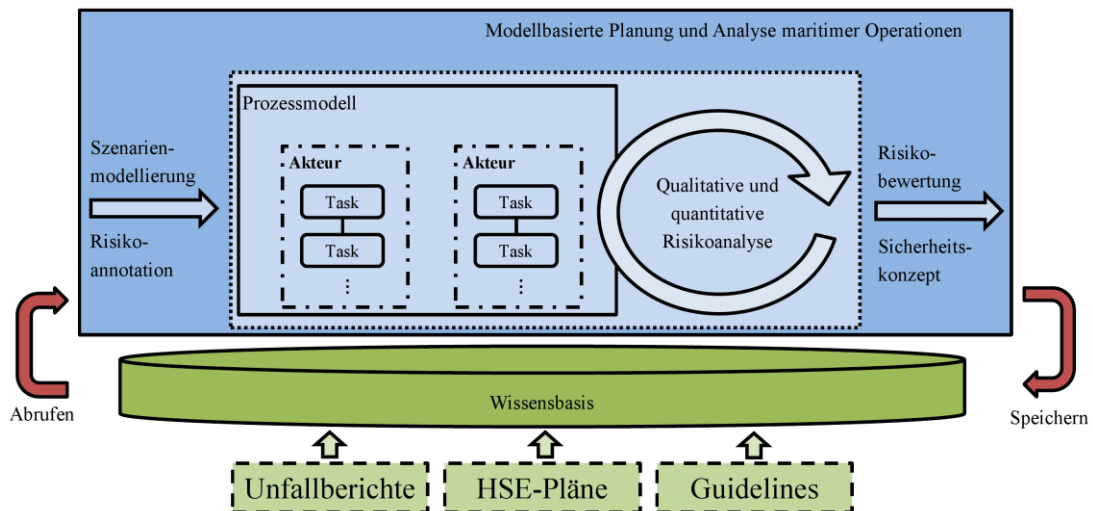 Modellbasierte Planung und Analyse maritimer Operationen
Prozessmodell
Szenarien-
modellierung
Risiko-
annotation
Akteur
Task
Task
...
Akteur
Task
Task
...
Qualitative und
quantitative
Risikoanalyse
Risiko-
bewertung
Sicherheits-
konzept
Abrufen
Speichern
Wissensbasis
Unfallberichte
HSE-Pläne
Guidelines